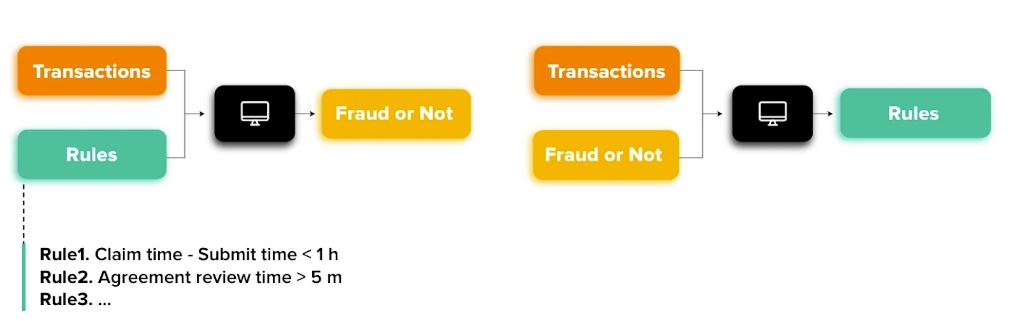 Transactions
Rules
Fraud or Not
Rule1. Claim time - Submit time < 1 h
Rule2. Agreement review time > 5 m
Rule3. ...
Transactions
Fraud or Not
Rules